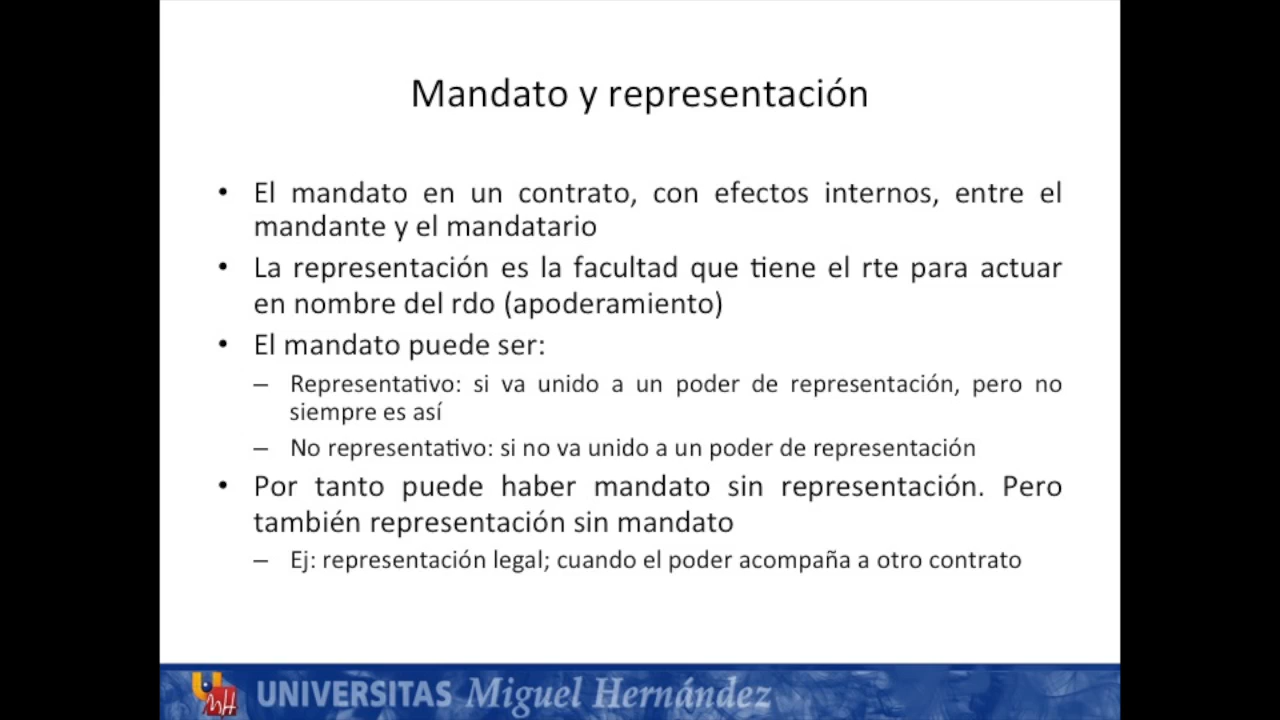 Mandato y representación
• El mandato en un contrato, con efectos internos, entre el
mandante y el mandatario
• La representación es la facultad que tiene el rte para actuar
en nombre del rdo (apoderamiento)
• El mandato puede ser:
– Representativo: si va unido a un poder de representación, pero no
siempre es así
– No representativo: si no va unido a un poder de representación
• Por tanto puede haber mandato sin representación. Pero
también representación sin mandato
– Ej: representación legal; cuando el poder acompaña a otro contrato
UNIVERSITAS Miguel Hernández